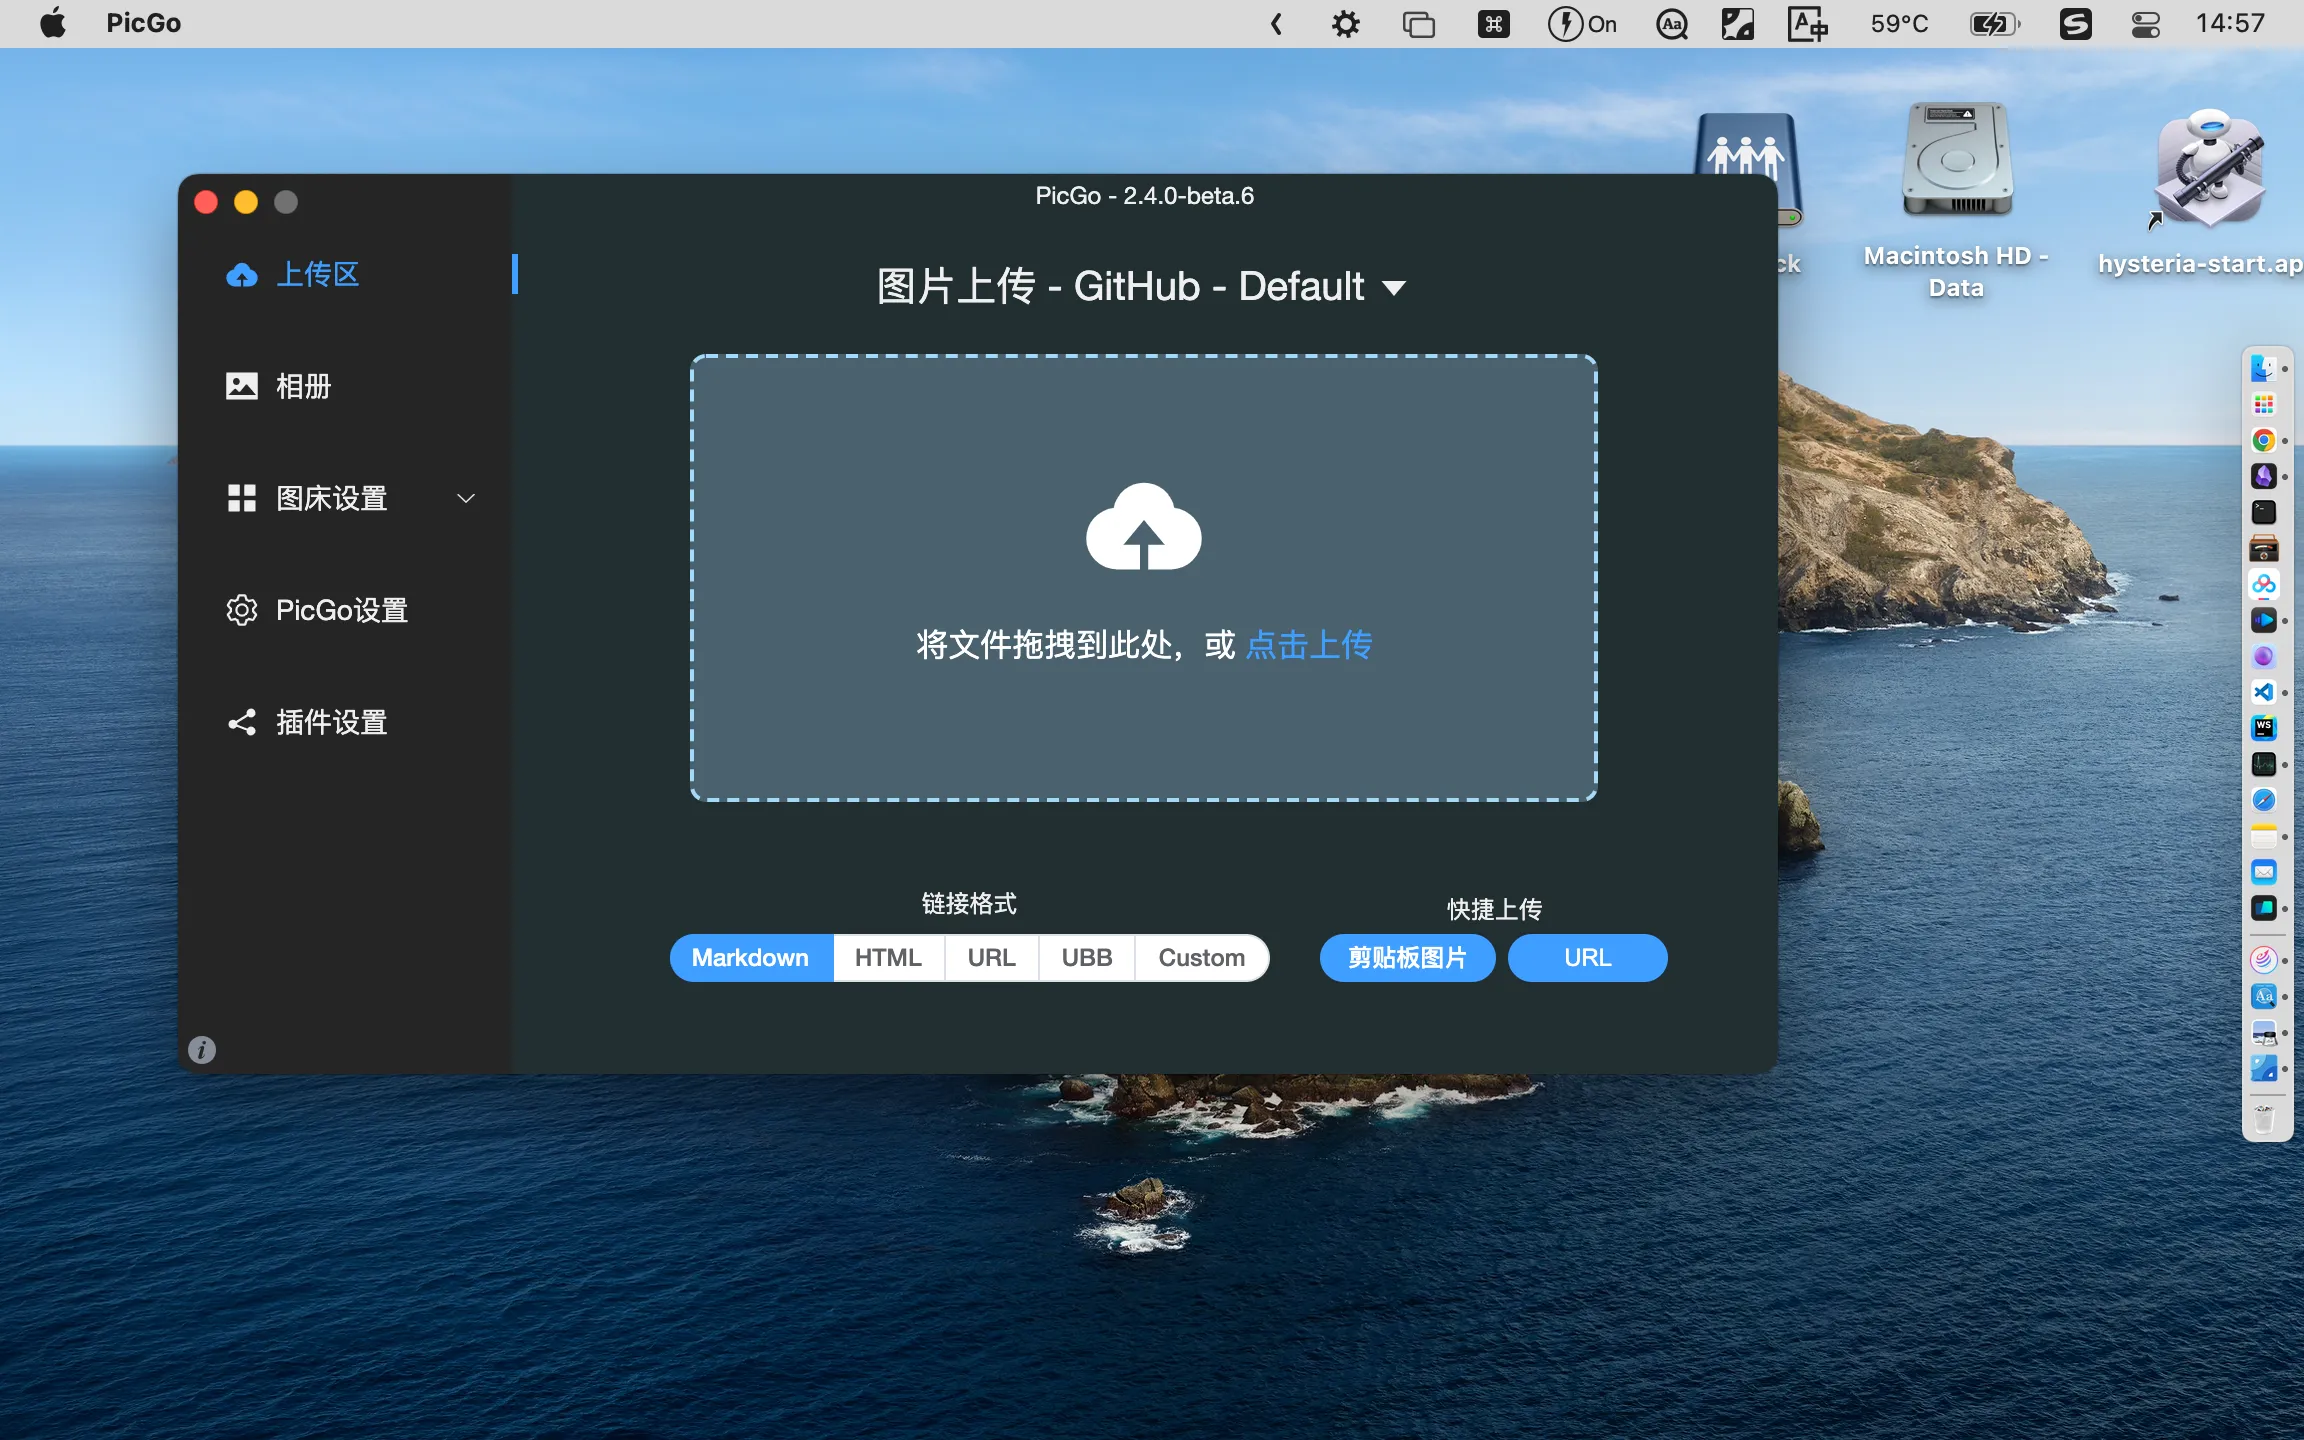 PicGo
On
59°C
14:57
Macintosh HD - Data
hysteria-start.ap
ck
PicGo - 2.4.0-beta.6
上传区
相册
图床设置
PicGo设置
插件设置
图片上传 - GitHub - Default
将文件拖拽到此处，或 点击上传
链接格式
Markdown
HTML
URL
UBB
Custom
快捷上传
剪贴板图片
URL